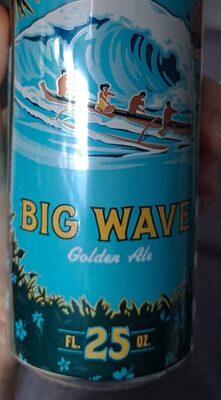 BIG WAVE
Golden Ale
FL. 25 OZ.